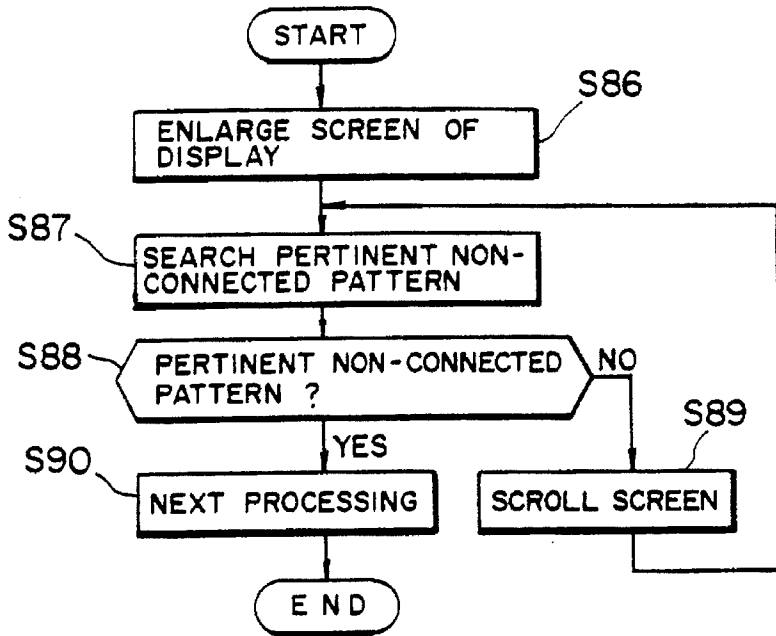 START
S86
ENLARGE SCREEN OF
DISPLAY
S87
SEARCH PERTINENT NON-
CONNECTED PATTERN
S88
PERTINENT NON-CONNECTED
PATTERN ?
NO
YES
S89
S90
NEXT PROCESSING
SCROLL SCREEN
END